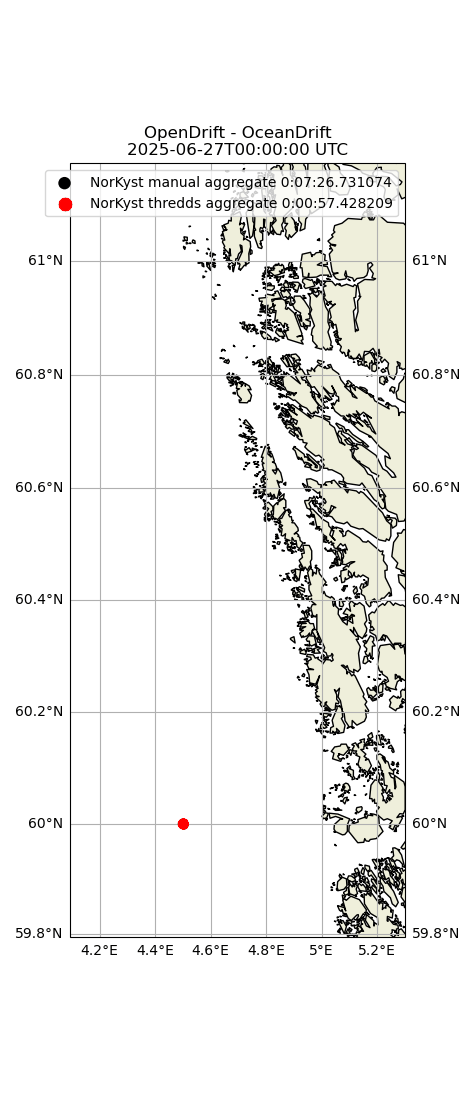 OpenDrift - OceanDrift
2025-06-27T00:00:00 UTC
NorKyst manual aggregate 0:07:26.731074
NorKyst thredds aggregate 0:00:57.428209
61°N 61°N
60.8°N 60.8°N
60.6°N 60.6°N
60.4°N 60.4°N
60.2°N 60.2°N
60°N 60°N
59.8°N 59.8°N
4.2°E 4.4°E 4.6°E 4.8°E 5°E 5.2°E